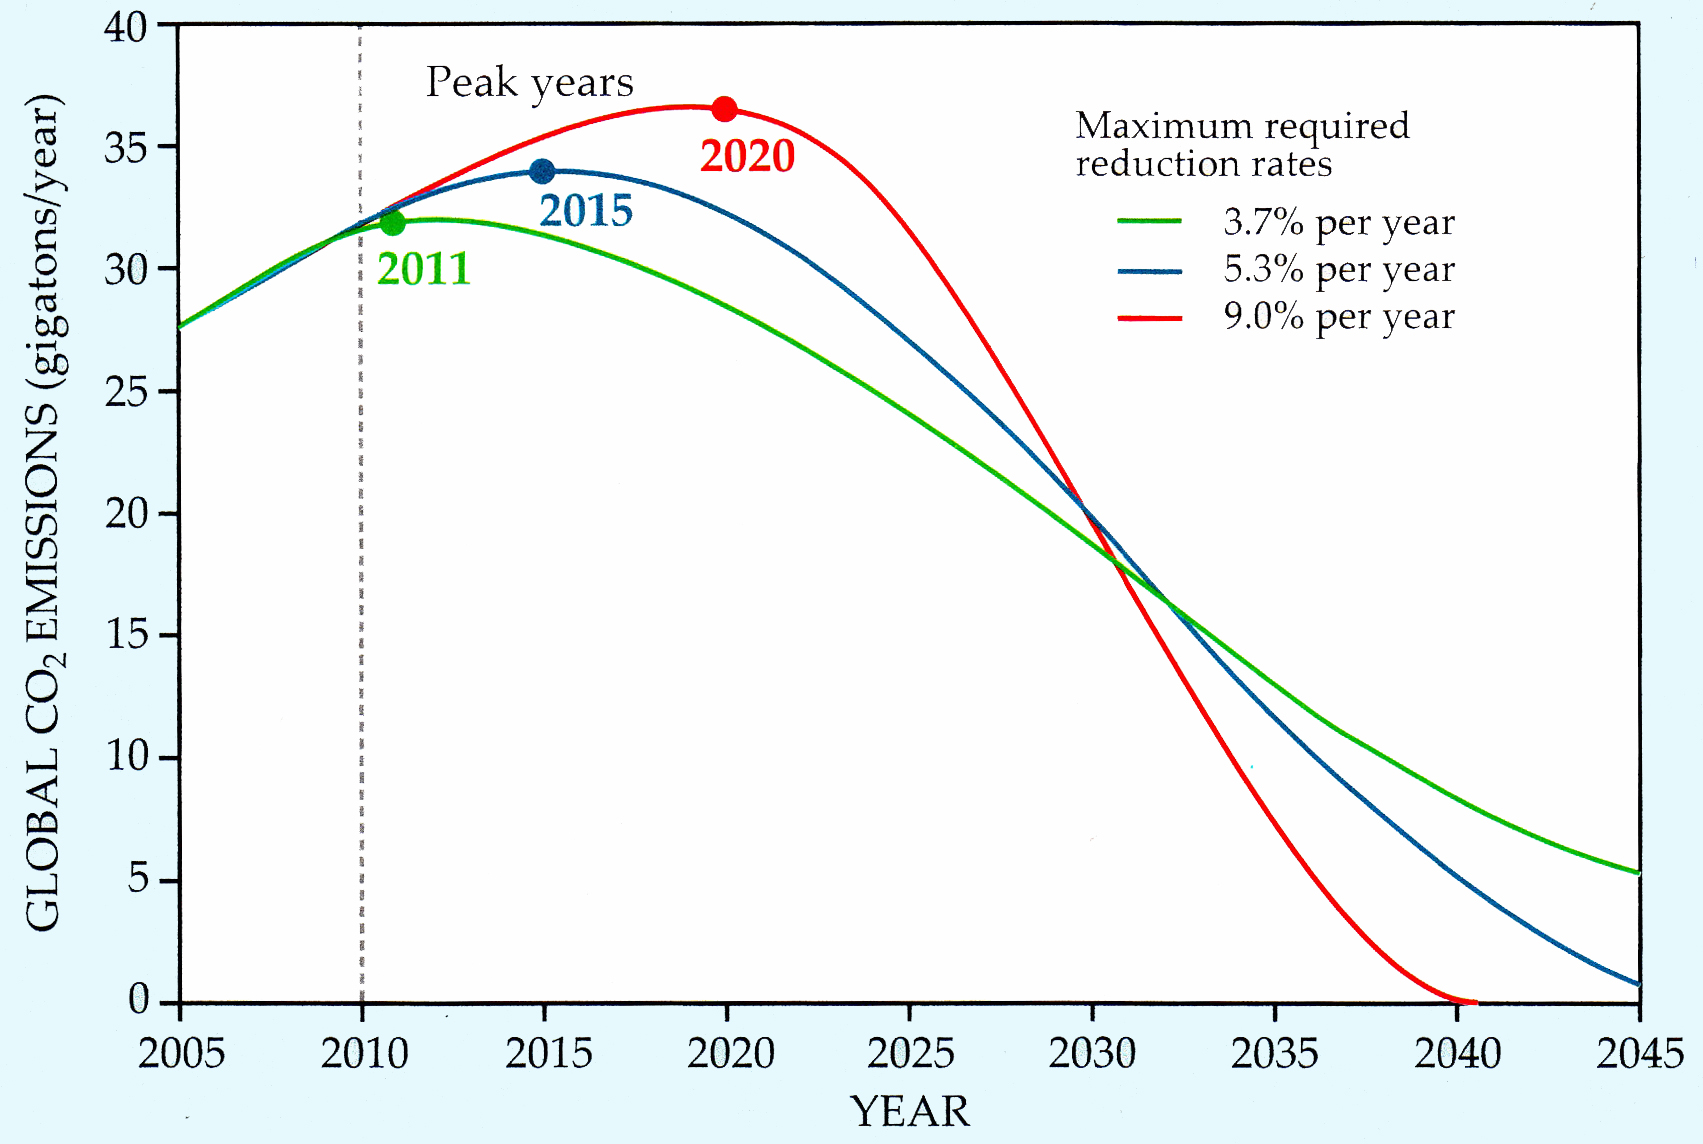 40
35
30
25
20
15
10
5
0
GLOBAL CO₂ EMISSIONS (gigatons/year)
Peak years
2011
2015
2020
Maximum required
reduction rates
3.7% per year
5.3% per year
9.0% per year
2005 2010 2015 2020 2025 2030 2035 2040 2045
YEAR